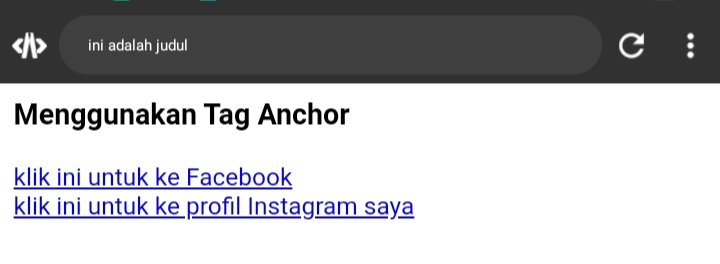 ini adalah judul
Menggunakan Tag Anchor
klik ini untuk ke Facebook
klik ini untuk ke profil Instagram saya